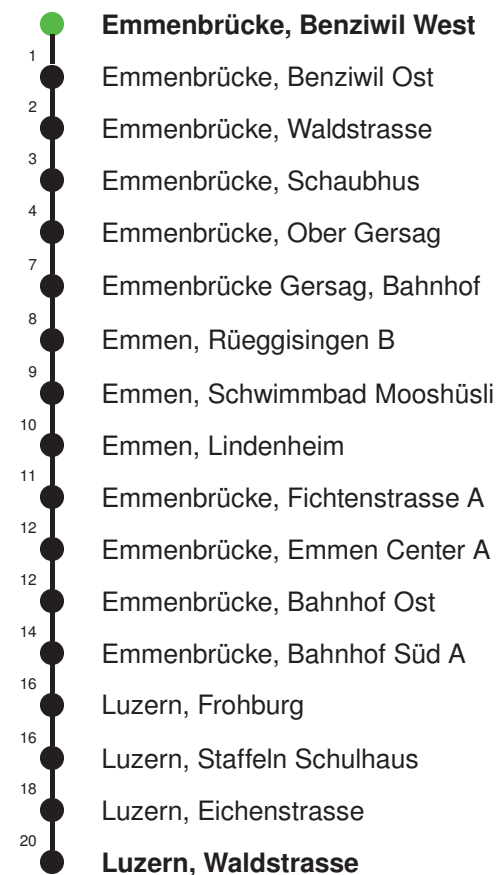 Emmenbrücke, Benziwil West
1
Emmenbrücke, Benziwil Ost
2
Emmenbrücke, Waldstrasse
3
Emmenbrücke, Schaubhus
4
Emmenbrücke, Ober Gersag
7
Emmenbrücke Gersag, Bahnhof
8
Emmen, Rüeggisingen B
9
Emmen, Schwimmbad Mooshüsli
10
Emmen, Lindenheim
11
Emmenbrücke, Fichtenstrasse A
12
Emmenbrücke, Emmen Center A
12
Emmenbrücke, Bahnhof Ost
14
Emmenbrücke, Bahnhof Süd A
16
Luzern, Frohburg
16
Luzern, Staffeln Schulhaus
18
Luzern, Eichenstrasse
20
Luzern, Waldstrasse